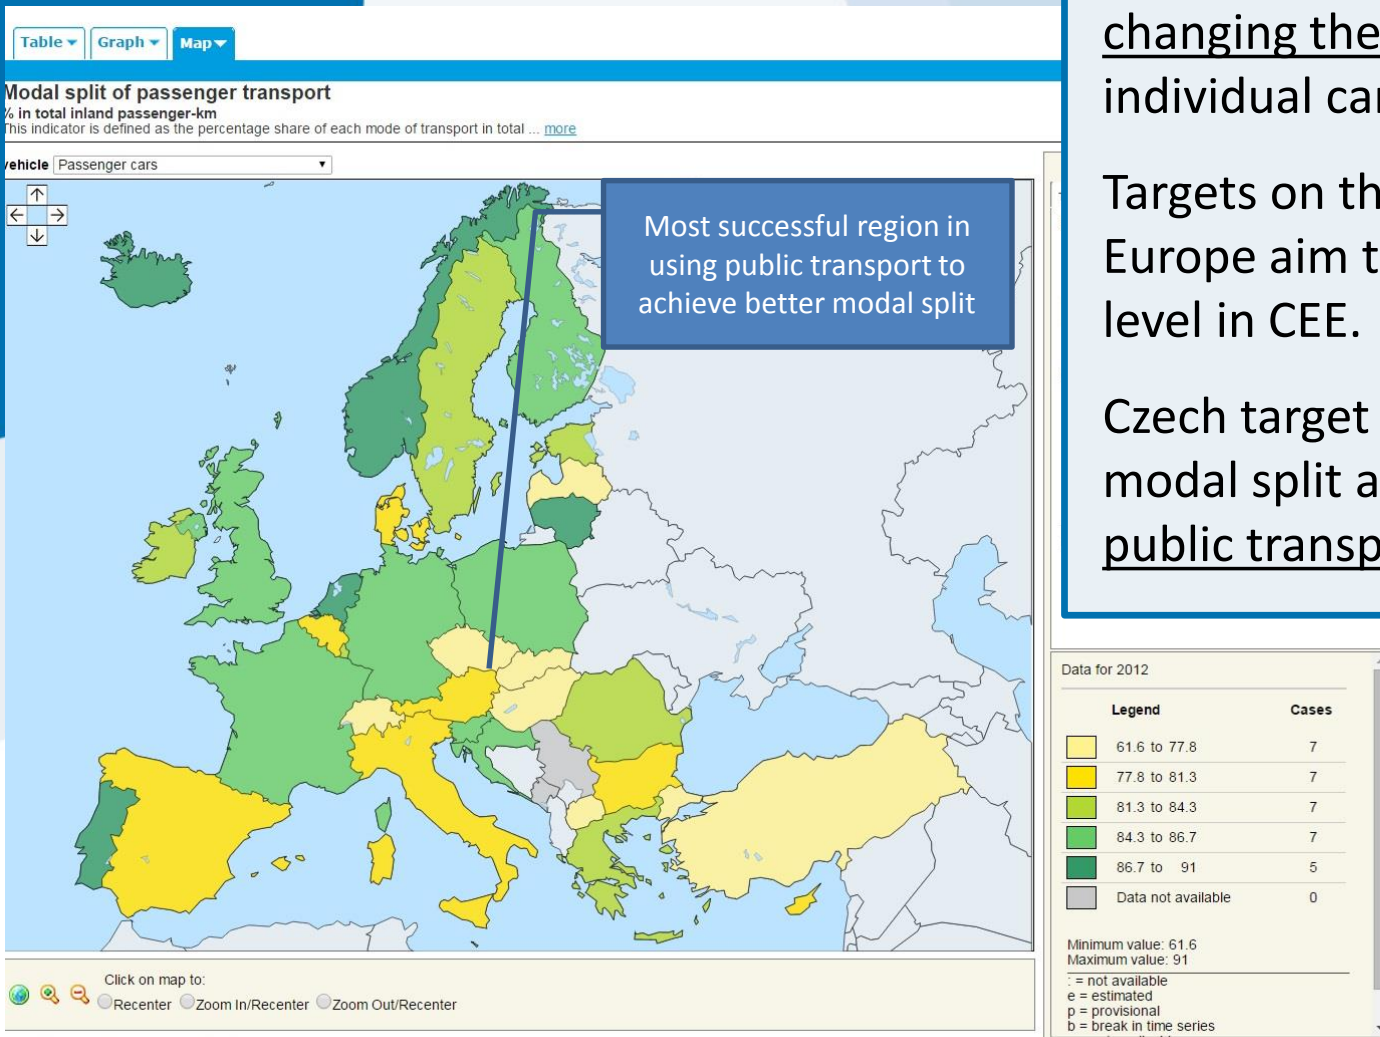 Table
Graph
Map
Modal split of passenger transport
% in total inland passenger-km
This indicator is defined as the percentage share of each mode of transport in total ... more
vehicle Passenger cars
Most successful region in
using public transport to
achieve better modal split
changing the
individual car
Targets on th
Europe aim t
level in CEE.
Czech target
modal split a
public transp
Data for 2012
Legend Cases
61.6 to 77.8 7
77.8 to 81.3 7
81.3 to 84.3 7
84.3 to 86.7 7
86.7 to 91 5
Data not available 0
Minimum value: 61.6
Maximum value: 91
: = not available
e = estimated
p = provisional
b = break in time series
Click on map to:
Recenter Zoom In/Recenter Zoom Out/Recenter